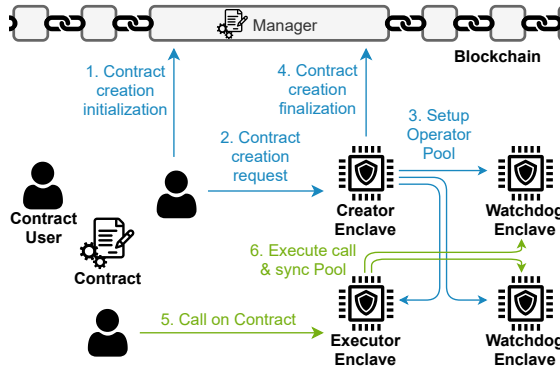 Manager
Blockchain
1. Contract
creation
initialization
4. Contract
creation
finalization
2. Contract
creation
request
3. Setup
Operator
Pool
Contract
User
Contract
Creator
Enclave
Watchdog
Enclave
6. Execute call
& sync Pool
5. Call on Contract
Executor
Enclave
Watchdog
Enclave